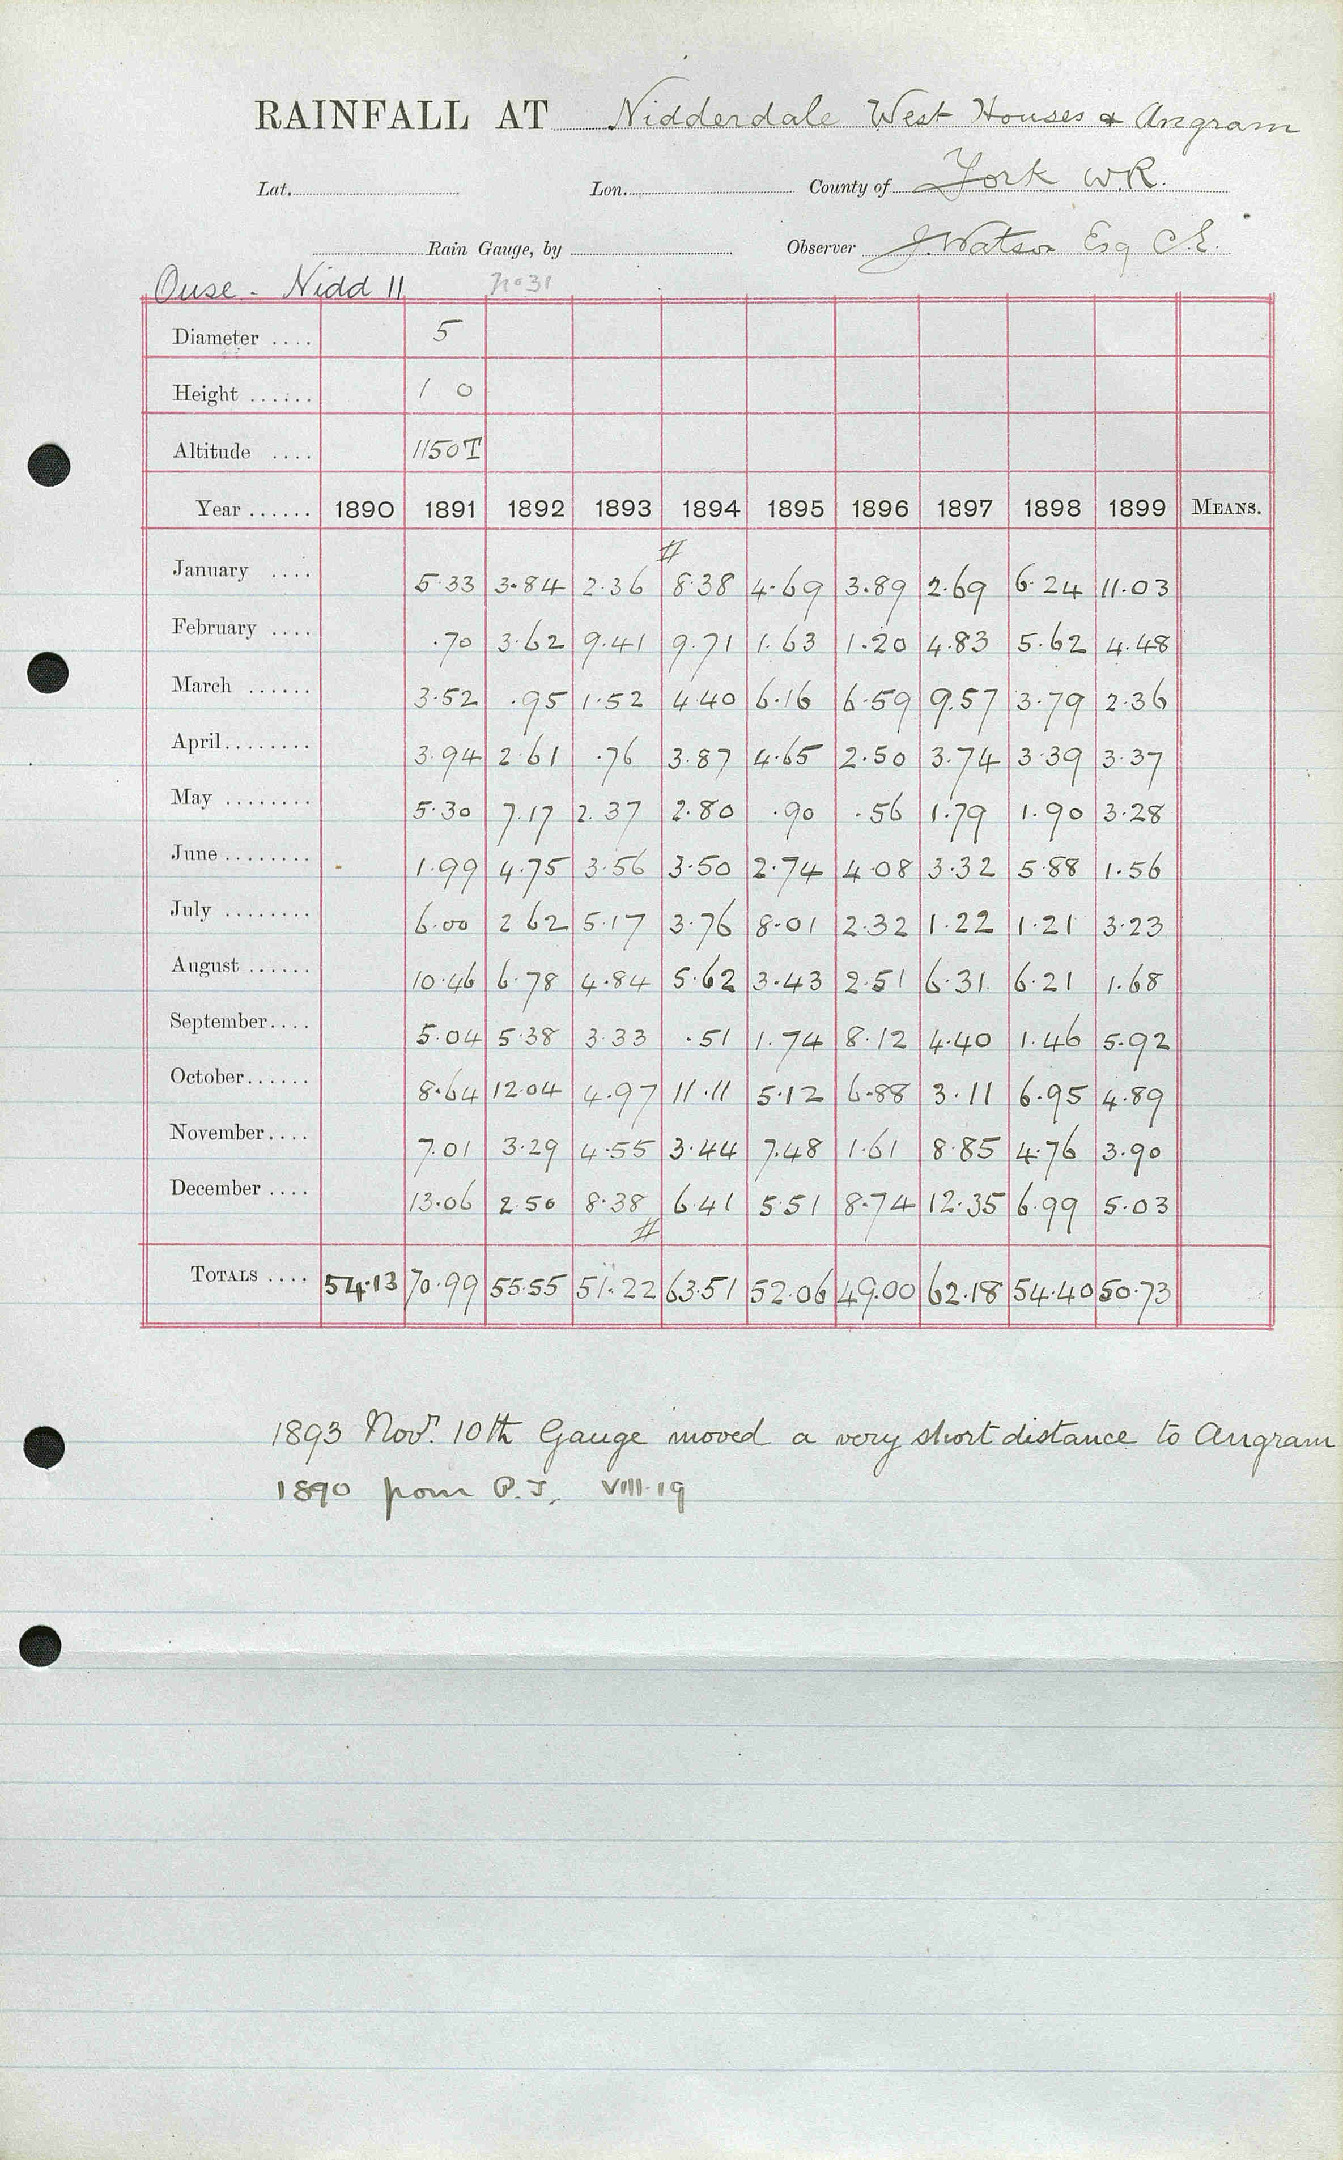 RAINFALL AT Nidderdale West Houses & Angram
Lat. Lon. County of York W.R.
Rain Gauge, by Observer J. Watson Esq C.E.
Ouse - Nidd 11 No 31
Diameter .... 5
Height ...... 1 0
Altitude .... 1150T
Year ...... 1890 1891 1892 1893 1894 1895 1896 1897 1898 1899 MEANS.
#
January .... 5.33 3.84 2.36 8.38 4.69 3.89 2.69 6.24 11.03
February .... .70 3.62 9.41 9.71 1.63 1.20 4.83 5.62 4.48
March ...... 3.52 .95 1.52 4.40 6.16 6.59 9.57 3.79 2.36
April........ 3.94 2.61 .76 3.87 4.65 2.50 3.74 3.39 3.37
May ........ 5.30 7.17 2.37 2.80 .90 .56 1.79 1.90 3.28
June ........ 1.99 4.75 3.56 3.50 2.74 4.08 3.32 5.88 1.56
July ........ 6.00 2.62 5.17 3.76 8.01 2.32 1.22 1.21 3.23
August ...... 10.46 6.78 4.84 5.62 3.43 2.51 6.31 6.21 1.68
September.... 5.04 5.38 3.33 .51 1.74 8.12 4.40 1.46 5.92
October...... 8.64 12.04 4.97 11.11 5.12 6.88 3.11 6.95 4.89
November.... 7.01 3.29 4.55 3.44 7.48 1.61 8.85 4.76 3.90
December .... 13.06 2.50 8.38 6.41 5.51 8.74 12.35 6.99 5.03
#
TOTALS .... 54.13 70.99 55.55 51.22 63.51 52.06 49.00 62.18 54.40 50.73
1893 Novr. 10th Gauge moved a very short distance to Angram
1890 from P.J. VIII.19